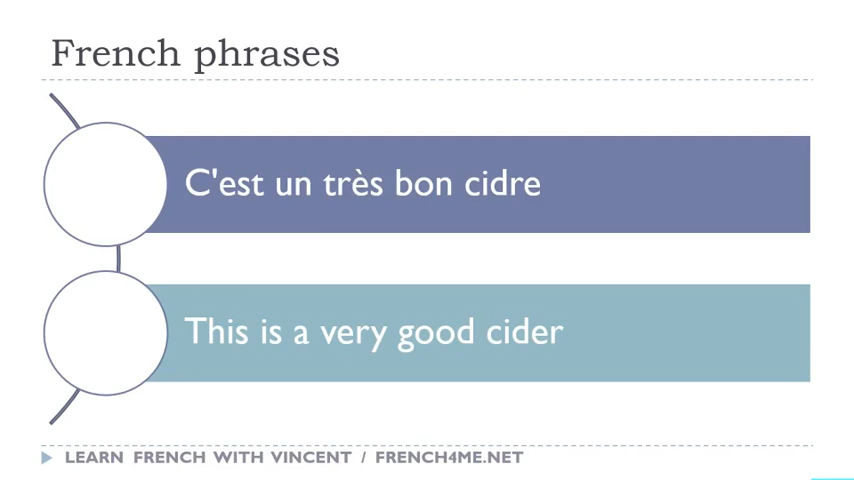 French phrases
C'est un très bon cidre
This is a very good cider
LEARN FRENCH WITH VINCENT / FRENCH4ME.NET